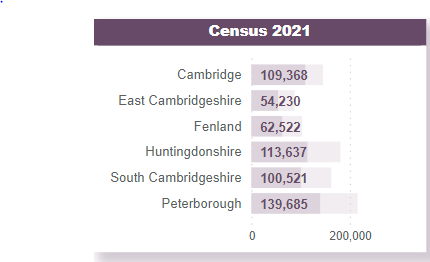 Census 2021
Cambridge 109,368
East Cambridgeshire 54,230
Fenland 62,522
Huntingdonshire 113,637
South Cambridgeshire 100,521
Peterborough 139,685
0 200,000